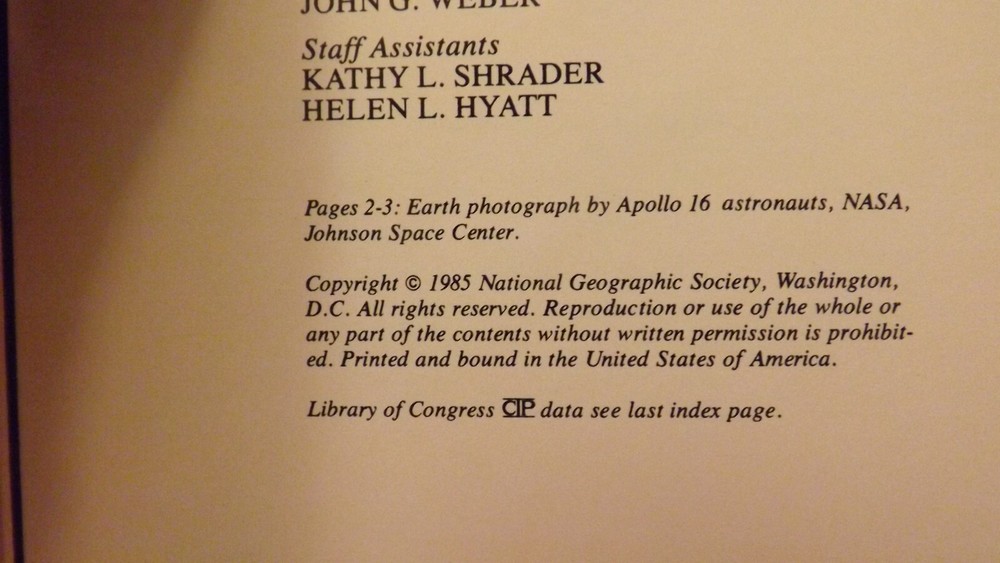 JOHN G. WEBER
Staff Assistants
KATHY L. SHRADER
HELEN L. HYATT
Pages 2-3: Earth photograph by Apollo 16 astronauts, NASA,
Johnson Space Center.
Copyright © 1985 National Geographic Society, Washington,
D.C. All rights reserved. Reproduction or use of the whole or
any part of the contents without written permission is prohibit-
ed. Printed and bound in the United States of America.
Library of Congress CIP data see last index page.